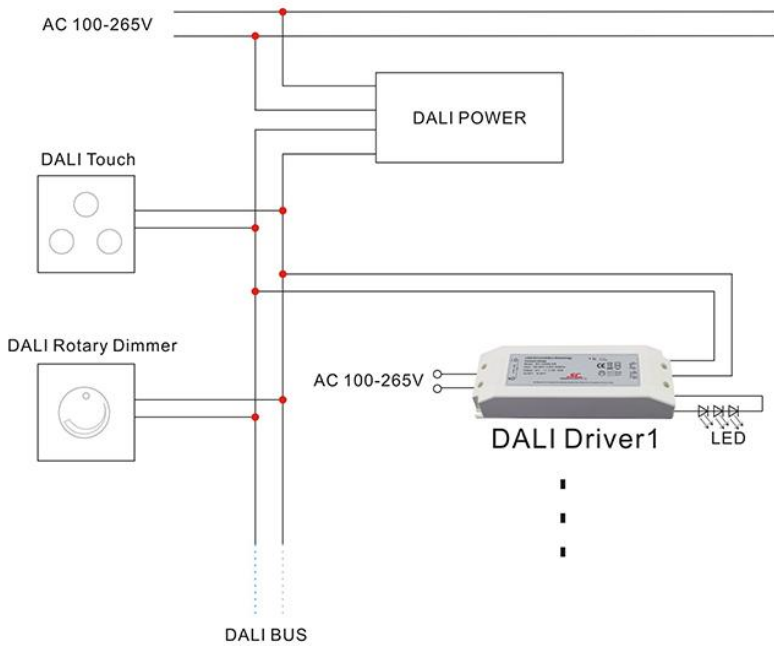 AC 100-265V
DALI POWER
DALI Touch
DALI Rotary Dimmer
AC 100-265V
DALI Driver1
LED
DALI BUS